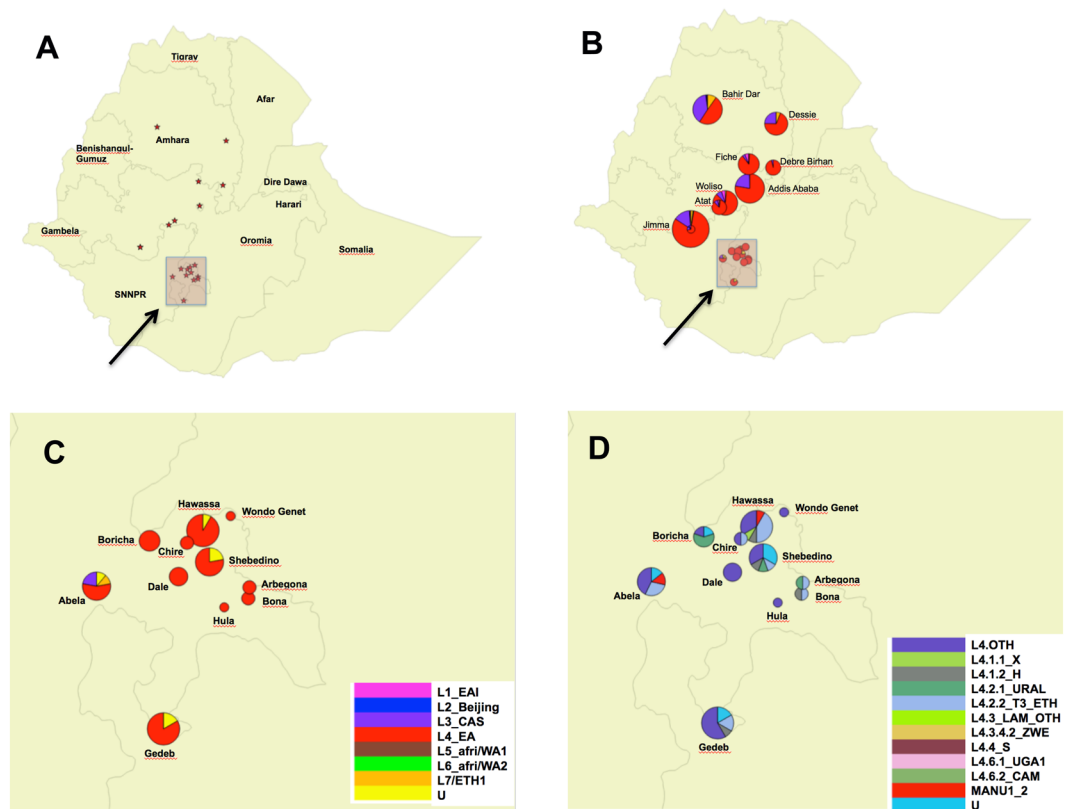 A
Tigray
Afar
Amhara
Benishangul-
Gumuz
Dire Dawa
Harari
Gambela
Oromia
Somalia
SNNPR
B
Bahir Dar
Dessie
Fiche
Debre Birhan
Woliso
Addis Ababa
Atat
Jimma
C
Hawassa
Wondo Genet
Boricha
Chire
Shebedino
Dale
Arbegona
Abela
Bona
Hula
Gedeb
L1_EAI
L2_Beijing
L3_CAS
L4_EA
L5_afri/WA1
L6_afri/WA2
L7/ETH1
U
D
Hawassa
Wondo Genet
Boricha
Chire
Shebedino
Dale
Arbegona
Abela
Bona
Hula
Gedeb
L4.OTH
L4.1.1_X
L4.1.2_H
L4.2.1_URAL
L4.2.2_T3_ETH
L4.3_LAM_OTH
L4.3.4.2_ZWE
L4.4_S
L4.6.1_UGA1
L4.6.2_CAM
MANU1_2
U